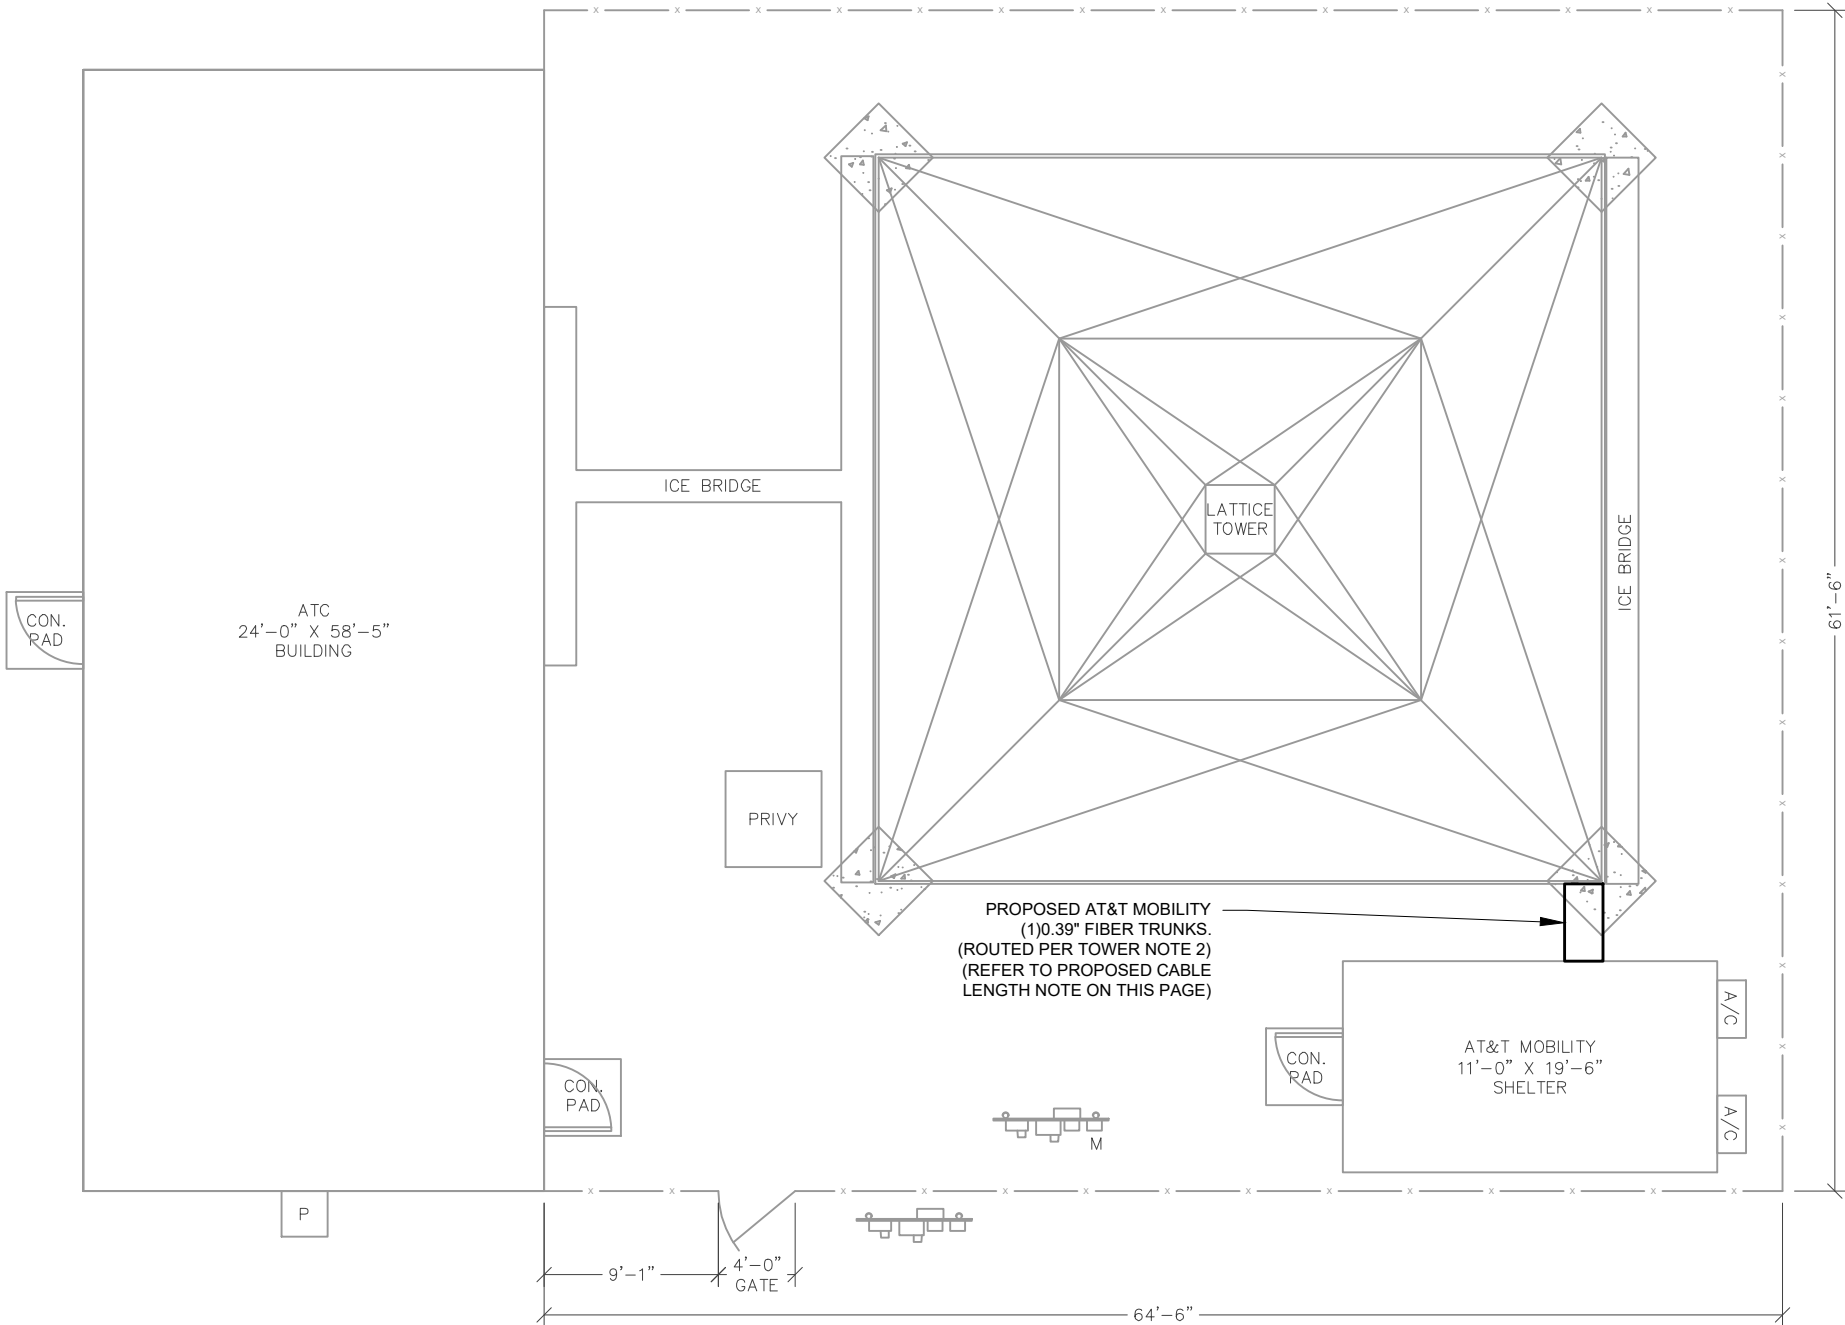 ICE BRIDGE
LATTICE
TOWER
ICE BRIDGE
61'-6"
CON.
PAD
ATC
24'-0" X 58'-5"
BUILDING
PRIVY
PROPOSED AT&T MOBILITY
(1)0.39" FIBER TRUNKS.
(ROUTED PER TOWER NOTE 2)
(REFER TO PROPOSED CABLE
LENGTH NOTE ON THIS PAGE)
A/C
CON.
PAD
AT&T MOBILITY
11'-0" X 19'-6"
SHELTER
A/C
CON.
PAD
M
P
9'-1"
4'-0"
GATE
64'-6"